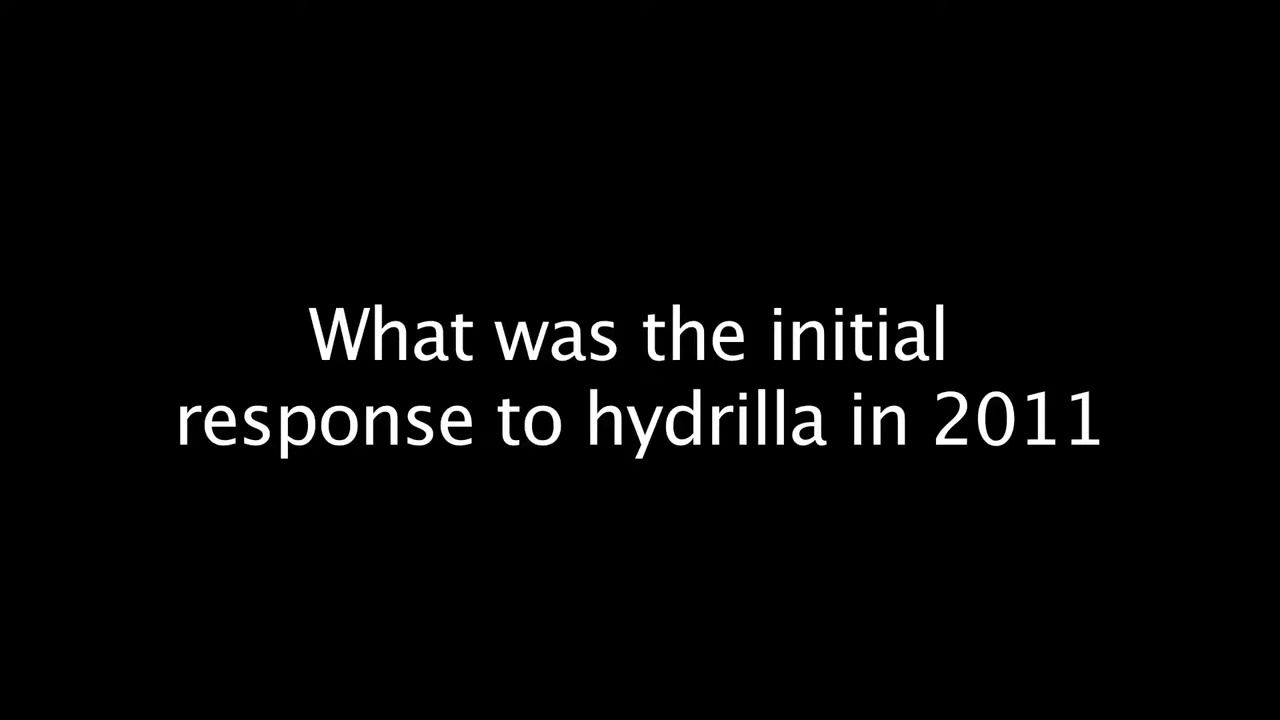 What was the initial
response to hydrilla in 2011